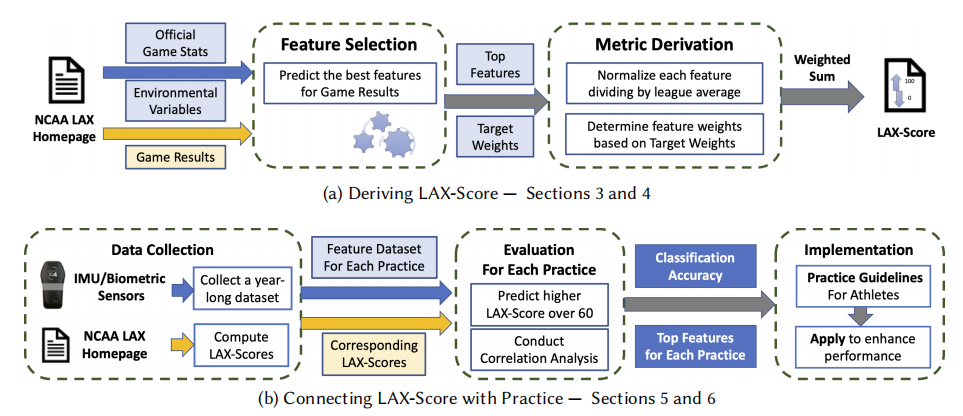 Official
Game Stats
Environmental
Variables
NCAA LAX
Homepage
Game Results
Feature Selection
Predict the best features
for Game Results
Top
Features
Target
Weights
Metric Derivation
Normalize each feature
dividing by league average
Determine feature weights
based on Target Weights
Weighted
Sum
100
0
LAX-Score
(a) Deriving LAX-Score — Sections 3 and 4
Data Collection
IMU/Biometric
Sensors
Collect a year-
long dataset
NCAA LAX
Homepage
Compute
LAX-Scores
Feature Dataset
For Each Practice
Corresponding
LAX-Scores
Evaluation
For Each Practice
Predict higher
LAX-Score over 60
Conduct
Correlation Analysis
Classification
Accuracy
Top Features
for Each Practice
Implementation
Practice Guidelines
For Athletes
Apply to enhance
performance
(b) Connecting LAX-Score with Practice — Sections 5 and 6